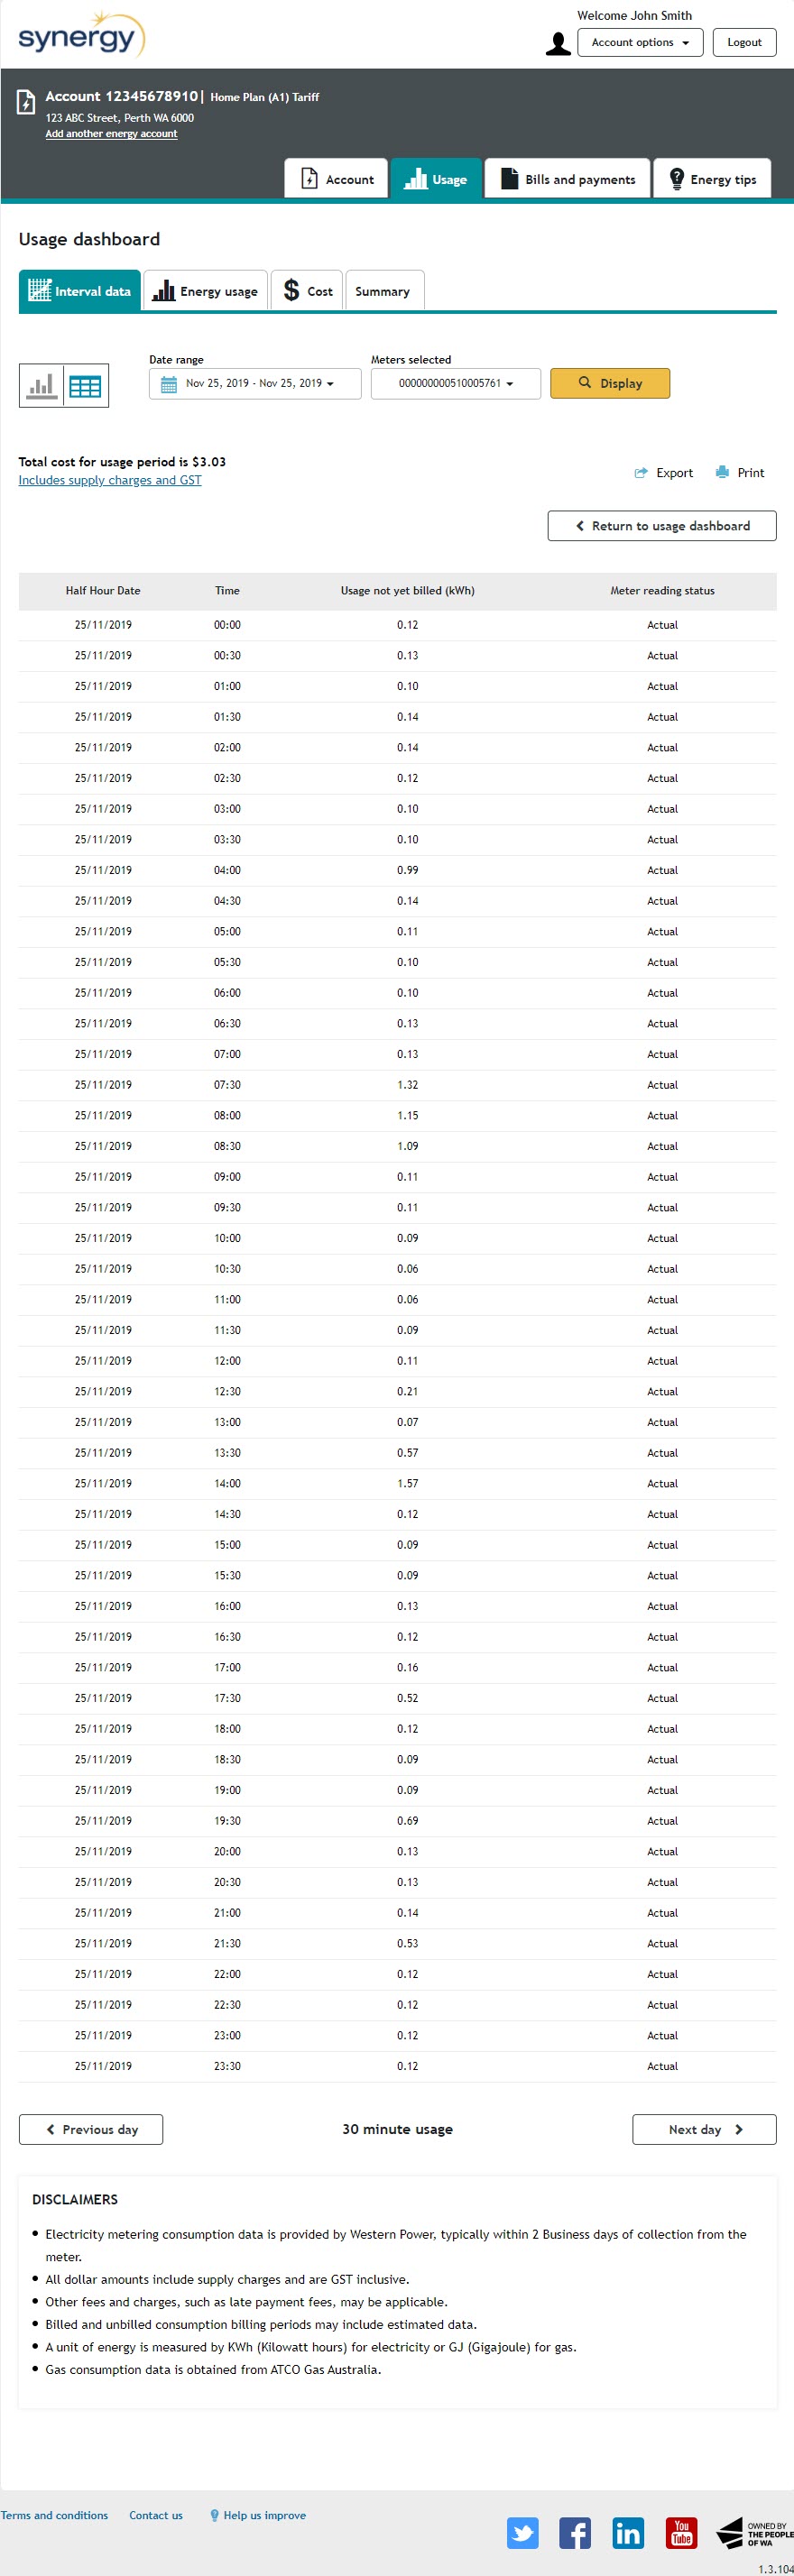 synergy
Welcome John Smith
Account options
Logout
Account 12345678910| Home Plan (A1) Tariff
123 ABC Street, Perth WA 6000
Add another energy account
Account
Usage
Bills and payments
Energy tips
Usage dashboard
Interval data
Energy usage
$ Cost
Summary
Date range
Meters selected
Nov 25, 2019 - Nov 25, 2019
000000000510005761
Display
Total cost for usage period is $3.03
Includes supply charges and GST
Export
Print
Return to usage dashboard
Half Hour Date Time Usage not yet billed (kWh) Meter reading status
25/11/2019 00:00 0.12 Actual
25/11/2019 00:30 0.13 Actual
25/11/2019 01:00 0.10 Actual
25/11/2019 01:30 0.14 Actual
25/11/2019 02:00 0.14 Actual
25/11/2019 02:30 0.12 Actual
25/11/2019 03:00 0.10 Actual
25/11/2019 03:30 0.10 Actual
25/11/2019 04:00 0.99 Actual
25/11/2019 04:30 0.14 Actual
25/11/2019 05:00 0.11 Actual
25/11/2019 05:30 0.10 Actual
25/11/2019 06:00 0.10 Actual
25/11/2019 06:30 0.13 Actual
25/11/2019 07:00 0.13 Actual
25/11/2019 07:30 1.32 Actual
25/11/2019 08:00 1.15 Actual
25/11/2019 08:30 1.09 Actual
25/11/2019 09:00 0.11 Actual
25/11/2019 09:30 0.11 Actual
25/11/2019 10:00 0.09 Actual
25/11/2019 10:30 0.06 Actual
25/11/2019 11:00 0.06 Actual
25/11/2019 11:30 0.09 Actual
25/11/2019 12:00 0.11 Actual
25/11/2019 12:30 0.21 Actual
25/11/2019 13:00 0.07 Actual
25/11/2019 13:30 0.57 Actual
25/11/2019 14:00 1.57 Actual
25/11/2019 14:30 0.12 Actual
25/11/2019 15:00 0.09 Actual
25/11/2019 15:30 0.09 Actual
25/11/2019 16:00 0.13 Actual
25/11/2019 16:30 0.12 Actual
25/11/2019 17:00 0.16 Actual
25/11/2019 17:30 0.52 Actual
25/11/2019 18:00 0.12 Actual
25/11/2019 18:30 0.09 Actual
25/11/2019 19:00 0.09 Actual
25/11/2019 19:30 0.69 Actual
25/11/2019 20:00 0.13 Actual
25/11/2019 20:30 0.13 Actual
25/11/2019 21:00 0.14 Actual
25/11/2019 21:30 0.53 Actual
25/11/2019 22:00 0.12 Actual
25/11/2019 22:30 0.12 Actual
25/11/2019 23:00 0.12 Actual
25/11/2019 23:30 0.12 Actual
Previous day
30 minute usage
Next day
DISCLAIMERS
• Electricity metering consumption data is provided by Western Power, typically within 2 Business days of collection from the
meter.
• All dollar amounts include supply charges and are GST inclusive.
• Other fees and charges, such as late payment fees, may be applicable.
• Billed and unbilled consumption billing periods may include estimated data.
• A unit of energy is measured by KWh (Kilowatt hours) for electricity or GJ (Gigajoule) for gas.
• Gas consumption data is obtained from ATCO Gas Australia.
Terms and conditions
Contact us
Help us improve
in
You
Tube
OWNED BY
THE PEOPLE
OF WA
1.3.104